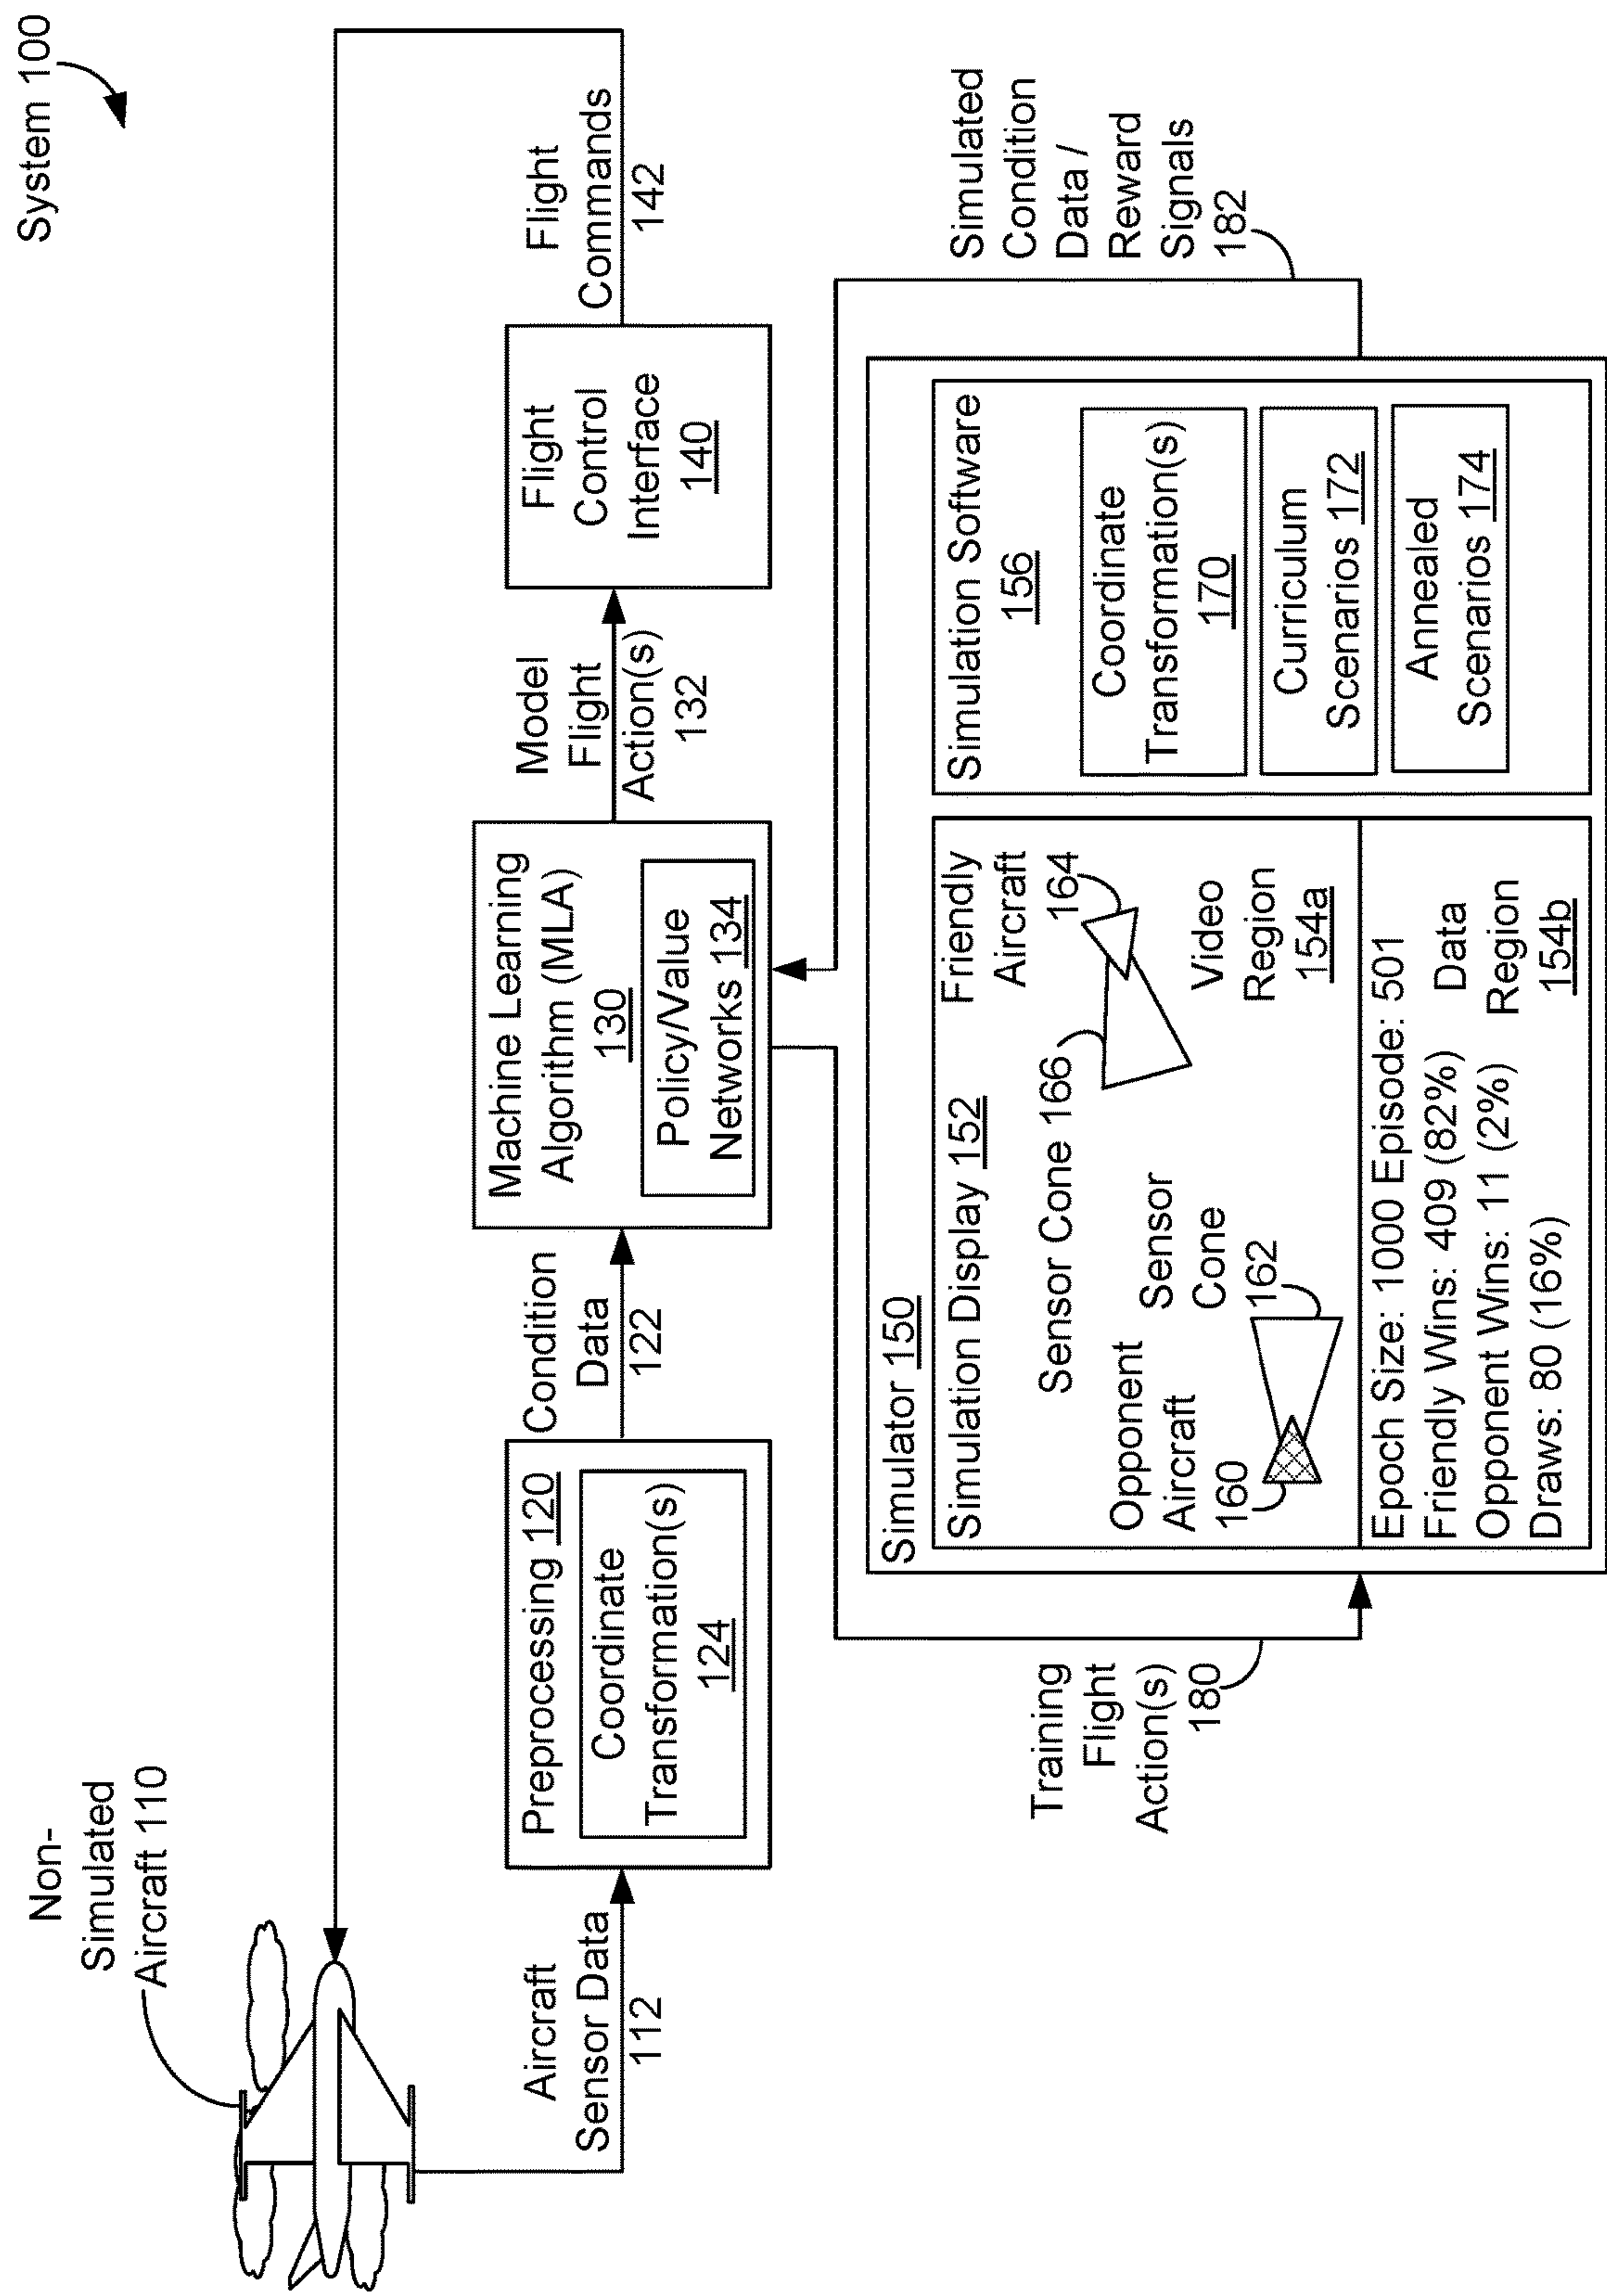 System 100
Non-
Simulated
Aircraft 110
Aircraft
Sensor Data
112
Preprocessing 120
Coordinate
Transformation(s)
124
Condition
Data
122
Machine Learning
Algorithm (MLA)
130
Policy/Value
Networks 134
Model
Flight
Action(s)
132
Flight
Control
Interface
140
Flight
Commands
142
Training
Flight
Action(s)
180
Simulator 150
Simulation Display 152
Friendly
Aircraft
164
Sensor Cone 166
Opponent
Aircraft
160
Sensor
Cone
162
Video
Region
154a
Epoch Size: 1000 Episode: 501
Friendly Wins: 409 (82%)
Opponent Wins: 11 (2%)
Draws: 80 (16%)
Data
Region
154b
Simulation Software
156
Coordinate
Transformation(s)
170
Curriculum
Scenarios 172
Annealed
Scenarios 174
Simulated
Condition
Data /
Reward
Signals
182